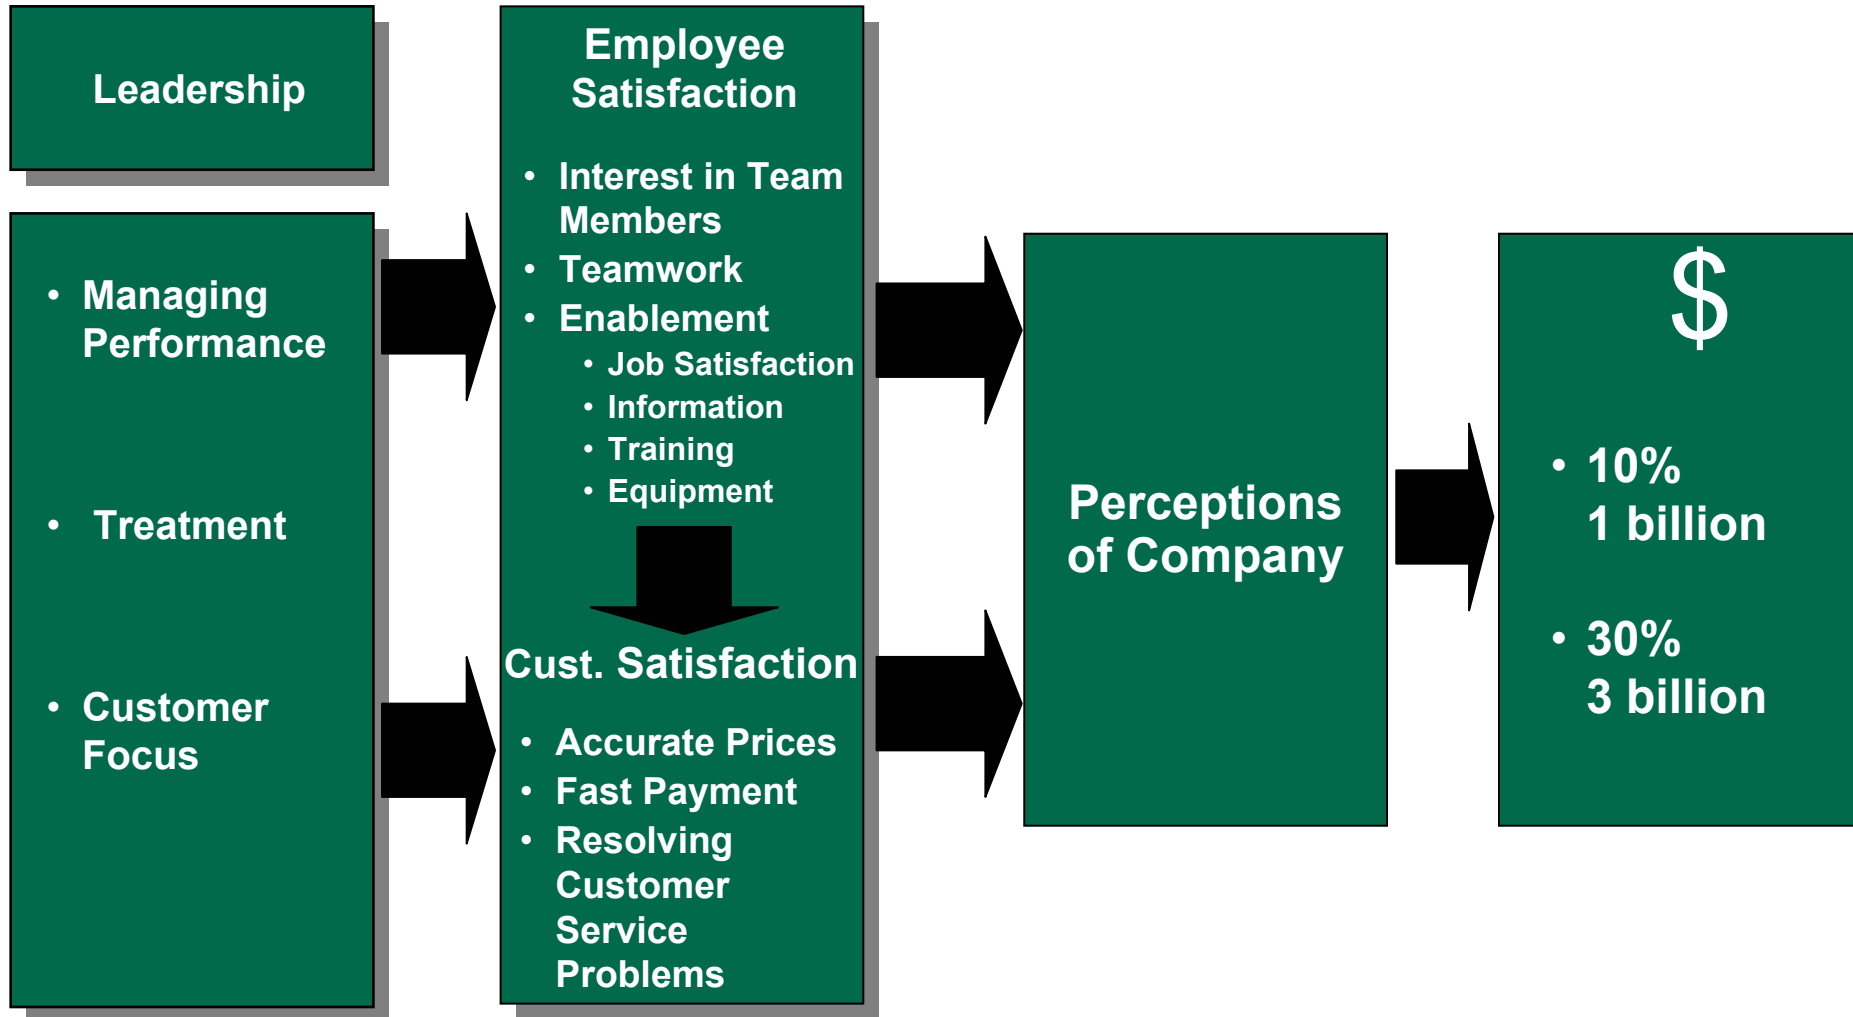 Leadership
• Managing
Performance
• Treatment
• Customer
Focus
Employee
Satisfaction
• Interest in Team
Members
• Teamwork
• Enablement
• Job Satisfaction
• Information
• Training
• Equipment
Cust. Satisfaction
• Accurate Prices
• Fast Payment
• Resolving
Customer
Service
Problems
Perceptions
of Company
$
• 10%
1 billion
• 30%
3 billion